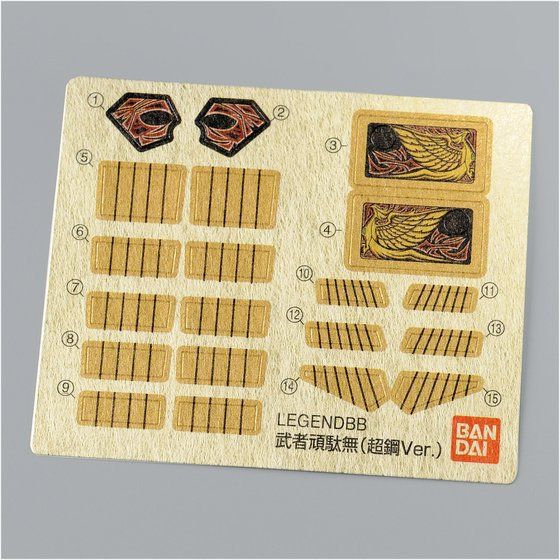 ① ②
③
⑤
④
⑥
⑩ ⑪
⑦
⑫ ⑬
⑧
⑭ ⑮
⑨
LEGENDBB
武者頑駄無(超鋼Ver.)
BAN
DAI